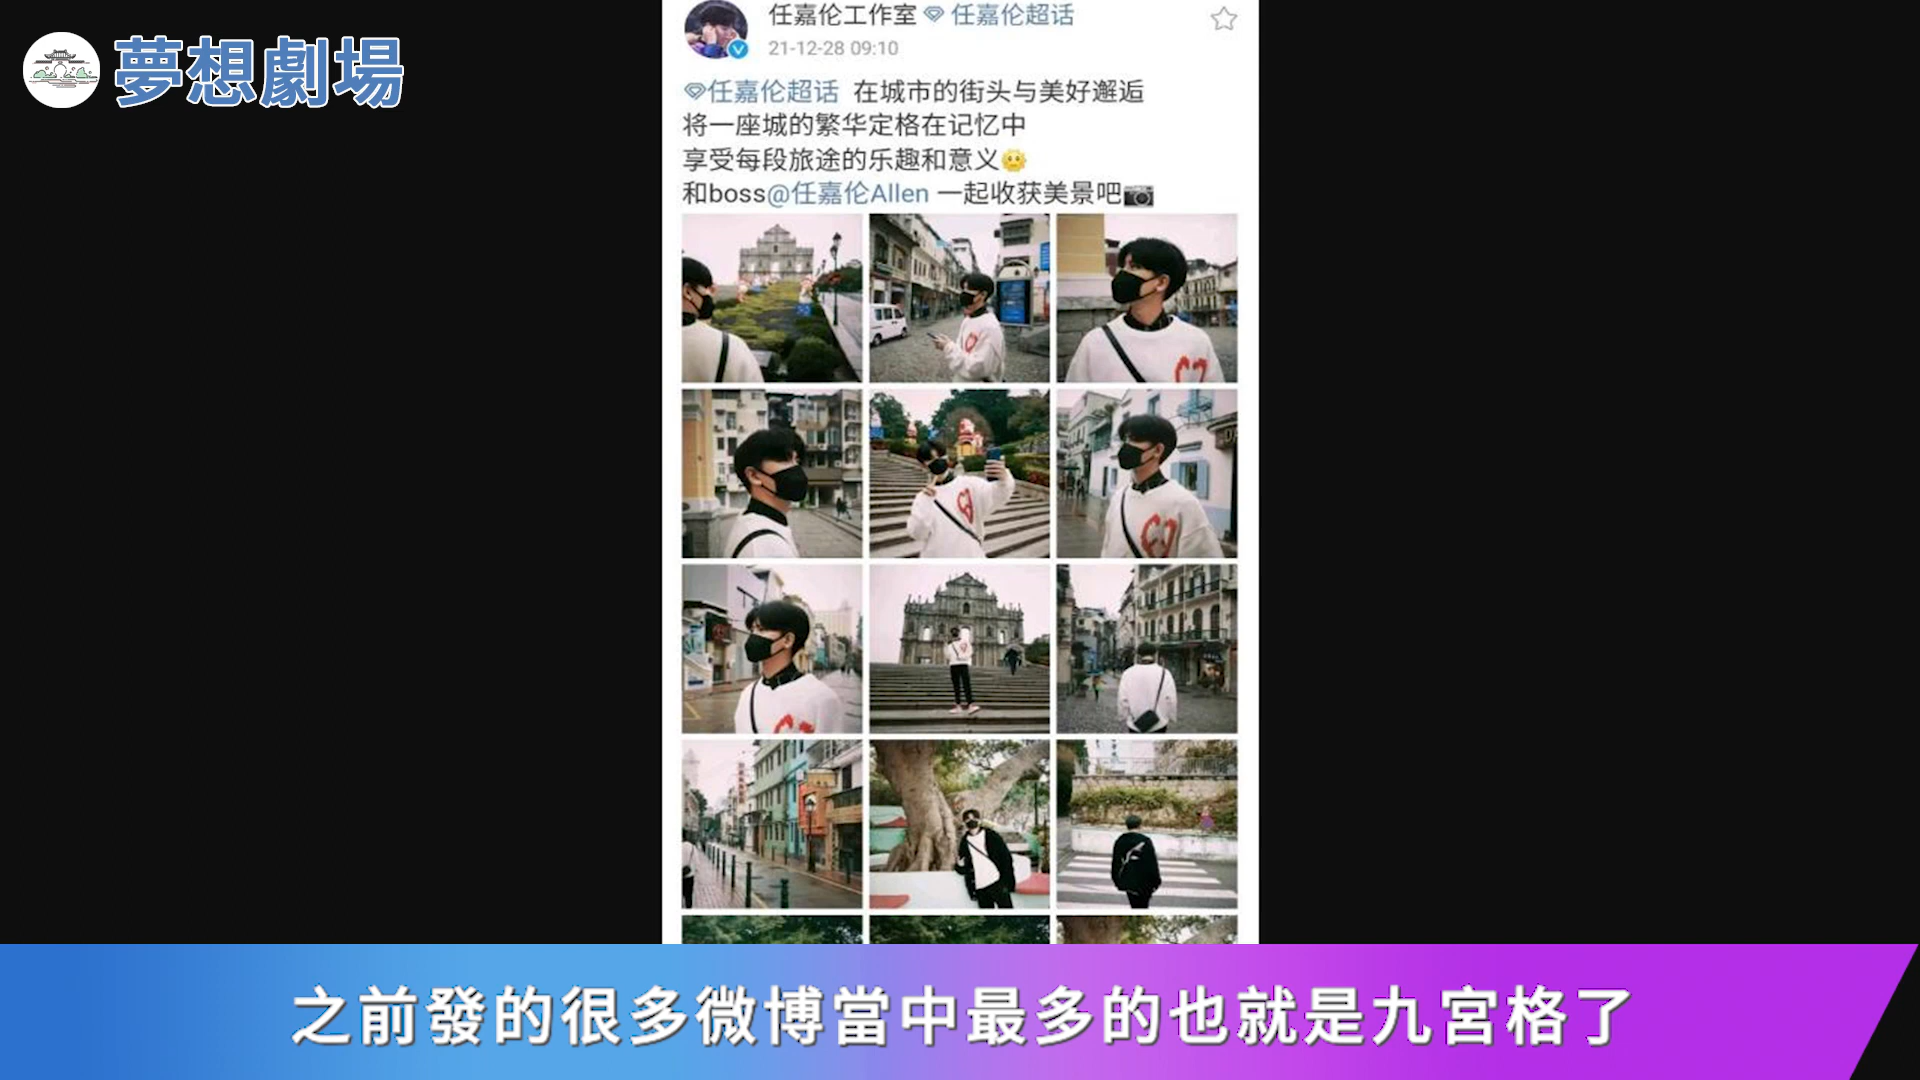 夢想劇場
任嘉伦工作室 任嘉伦超话
21-12-28 09:10
任嘉伦超话 在城市的街头与美好邂逅
将一座城的繁华定格在记忆中
享受每段旅途的乐趣和意义
和boss@任嘉伦Allen 一起收获美景吧
之前發的很多微博當中最多的也就是九宮格了